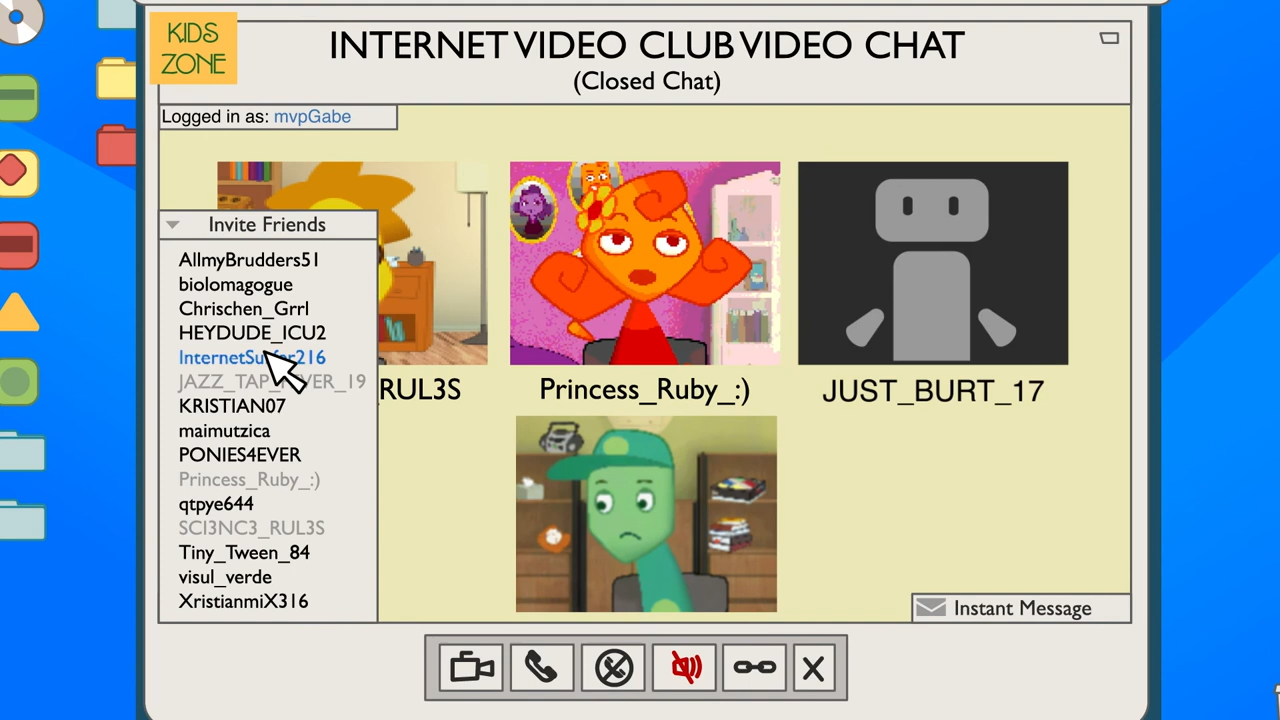 KIDS
ZONE
INTERNET VIDEO CLUB VIDEO CHAT
(Closed Chat)
Logged in as: mvpGabe
Invite Friends
AllmyBrudders51
biolomagogue
Chrischen_Grrl
HEYDUDE_ICU2
KRISTIAN07
maimutzica
PONIES4EVER
Princess_Ruby_:)
qtpye644
SCI3NC3_RUL3S
Tiny_Tween_84
visul_verde
XristianmiX316
_RUL3S
Princess_Ruby_:)
JUST_BURT_17
Instant Message